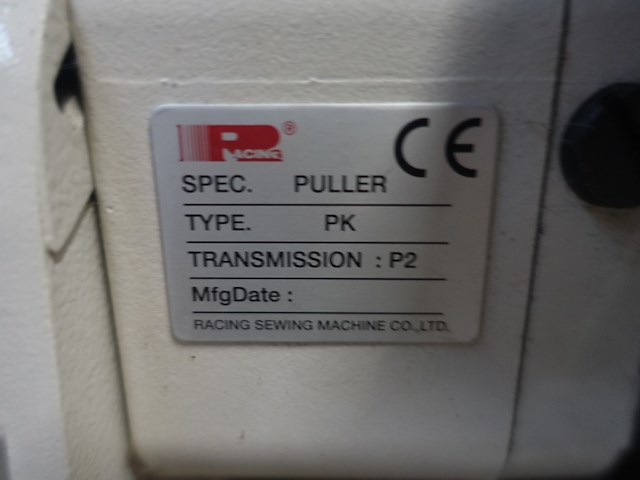 RACING®
CE
SPEC. PULLER
TYPE. PK
TRANSMISSION : P2
MfgDate :
RACING SEWING MACHINE CO.,LTD.